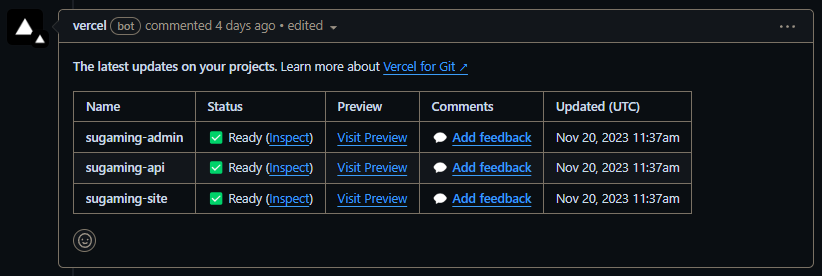 vercel bot commented 4 days ago • edited
The latest updates on your projects. Learn more about Vercel for Git ↗
Name Status Preview Comments Updated (UTC)
sugaming-admin ✅ Ready (Inspect) Visit Preview 💬 Add feedback Nov 20, 2023 11:37am
sugaming-api ✅ Ready (Inspect) Visit Preview 💬 Add feedback Nov 20, 2023 11:37am
sugaming-site ✅ Ready (Inspect) Visit Preview 💬 Add feedback Nov 20, 2023 11:37am